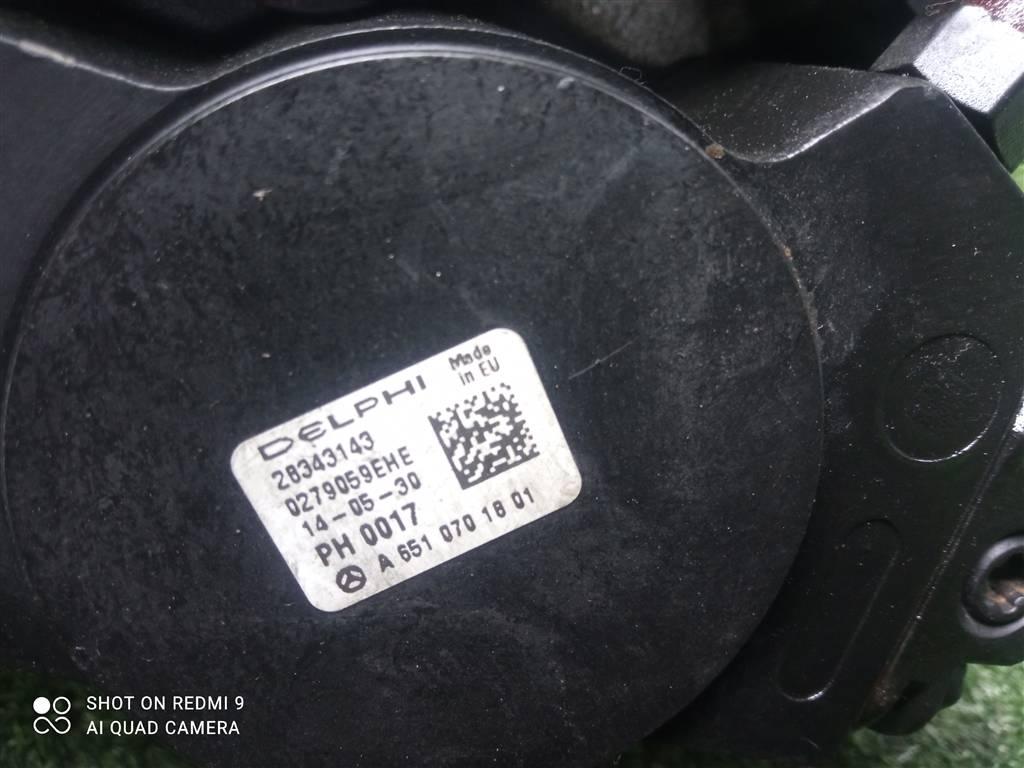 DELPHI
Made
in EU
28343143
0279059EHE
14-05-30
PH 0017
A 651 070 18 01
SHOT ON REDMI 9
AI QUAD CAMERA